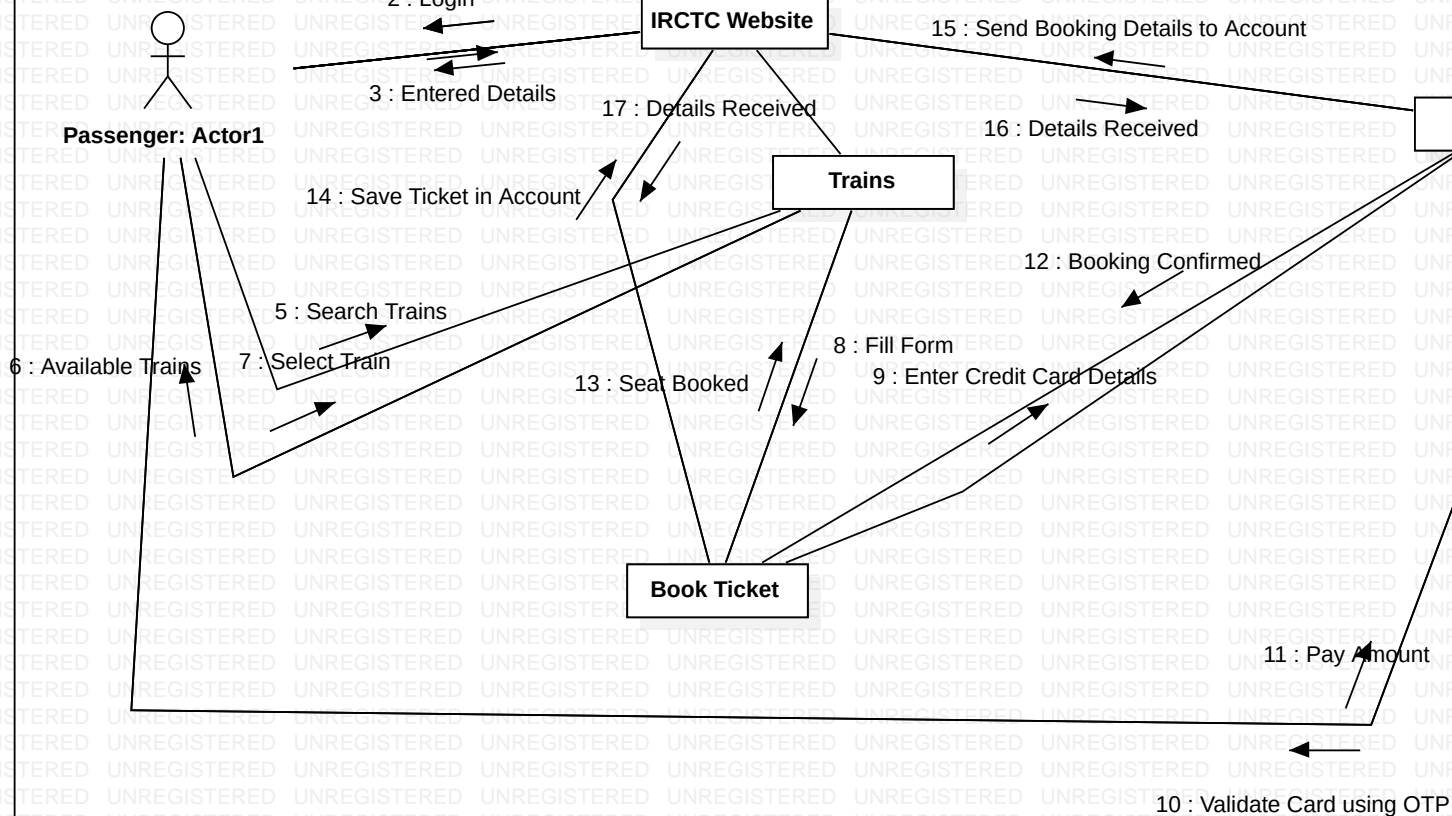 2 : Login
IRCTC Website
15 : Send Booking Details to Account
3 : Entered Details
17 : Details Received
16 : Details Received
Passenger: Actor1
Trains
14 : Save Ticket in Account
12 : Booking Confirmed
5 : Search Trains
8 : Fill Form
6 : Available Trains
7 : Select Train
13 : Seat Booked
9 : Enter Credit Card Details
Book Ticket
11 : Pay Amount
10 : Validate Card using OTP
UNREGISTERED